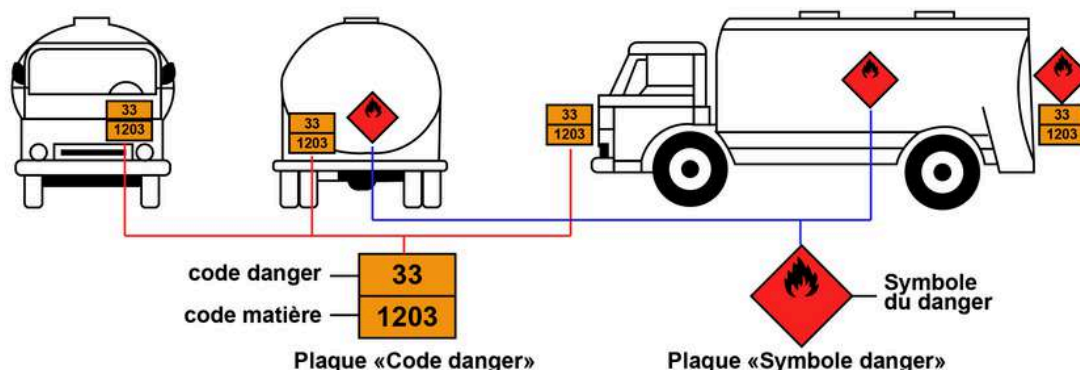 33
1203
33
1203
33
1203
33
1203
code danger
33
code matière
1203
Symbole
du danger
Plaque «Code danger»
Plaque «Symbole danger»